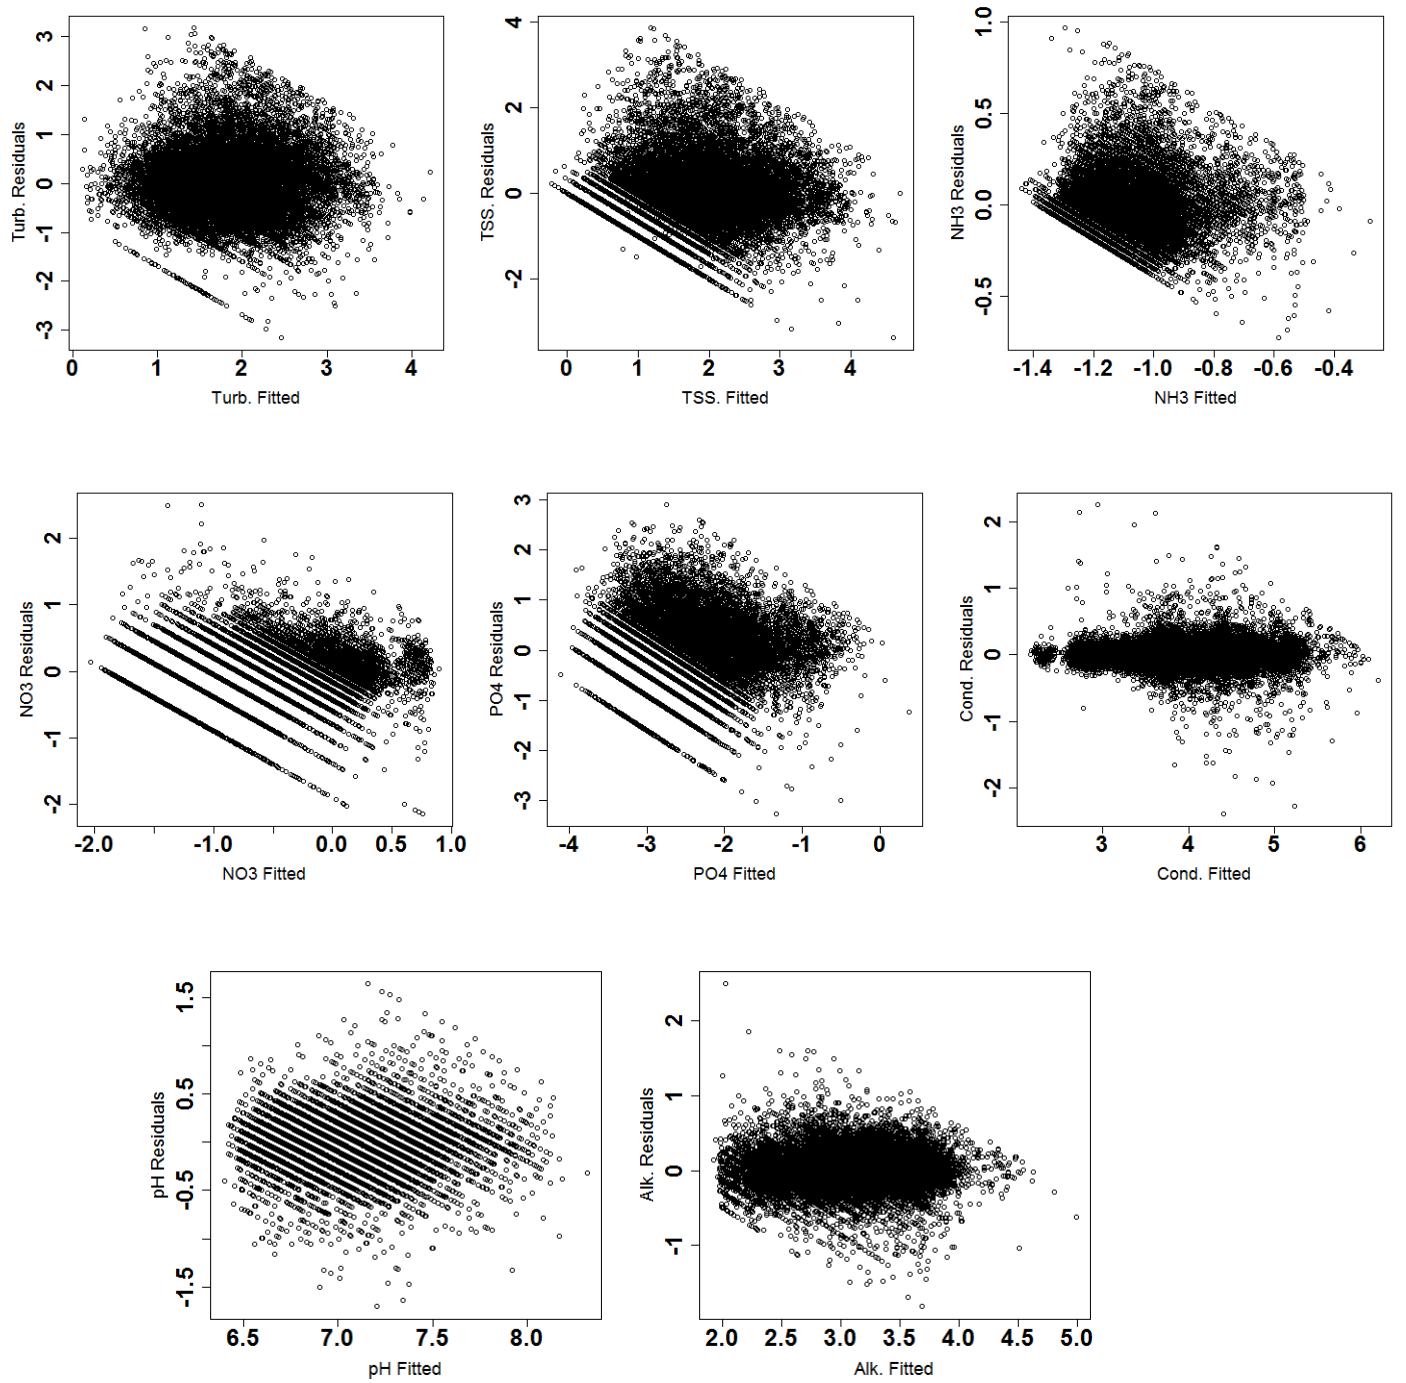 Turb. Residuals
3
2
1
0
-1
-2
-3
0 1 2 3 4
Turb. Fitted
TSS. Residuals
4
2
0
-2
0 1 2 3 4
TSS. Fitted
NH3 Residuals
1.0
0.5
0.0
-0.5
-1.4 -1.2 -1.0 -0.8 -0.6 -0.4
NH3 Fitted
NO3 Residuals
2
1
0
-1
-2
-2.0 -1.0 0.0 0.5 1.0
NO3 Fitted
PO4 Residuals
3
2
1
0
-1
-2
-3
-4 -3 -2 -1 0
PO4 Fitted
Cond. Residuals
2
1
0
-1
-2
3 4 5 6
Cond. Fitted
pH Residuals
1.5
0.5
-0.5
-1.5
6.5 7.0 7.5 8.0
pH Fitted
Alk. Residuals
2
1
0
-1
2.0 2.5 3.0 3.5 4.0 4.5 5.0
Alk. Fitted